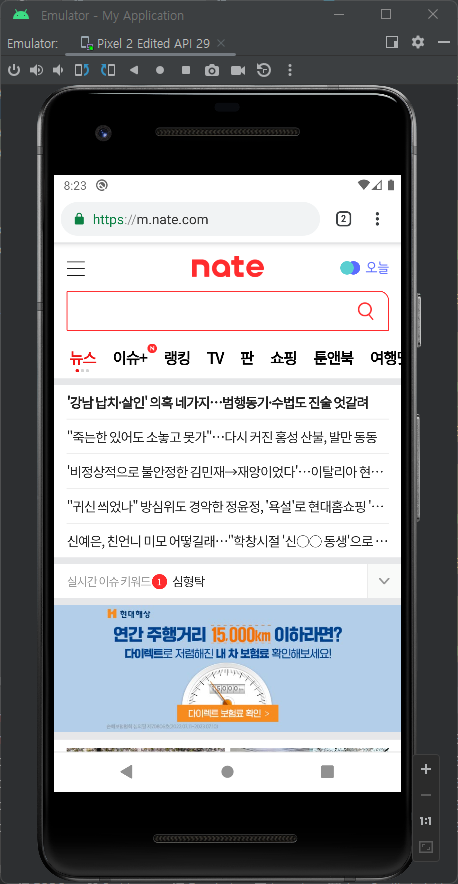 Emulator - My Application
Emulator: Pixel 2 Edited API 29
8:23
https://m.nate.com 2
nate
오늘
뉴스 이슈+ N 랭킹 TV 판 쇼핑 툰앤북 여행맛
'강남 납치·살인' 의혹 네가지…범행동기·수법도 진술 엇갈려
"죽는한 있어도 소놓고 못가"…다시 커진 홍성 산불, 발만 동동
'비정상적으로 불안정한 김민재→재앙이었다'…이탈리아 현…
"귀신 씌었나" 방심위도 경악한 정윤정, '욕설'로 현대홈쇼핑 '…
신예은, 친언니 미모 어떻길래…"학창시절 '신○○ 동생'으로 …
실시간 이슈 키워드 1 심형탁
현대해상
연간 주행거리 15,000km 이하라면?
다이렉트로 저렴해진 내 차 보험료 확인해보세요!
15,000km
다이렉트 보험료 확인 >
1:1